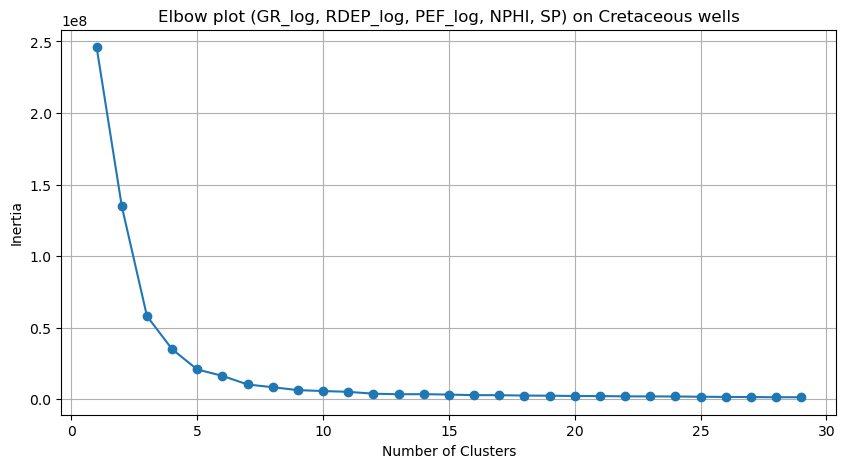 Elbow plot (GR_log, RDEP_log, PEF_log, NPHI, SP) on Cretaceous wells
1e8
2.5
2.0
1.5
1.0
0.5
0.0
Inertia
0 5 10 15 20 25 30
Number of Clusters